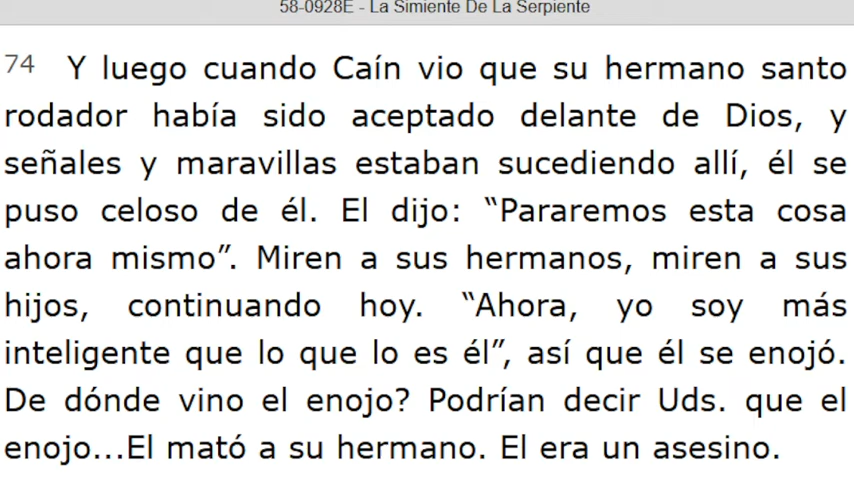 58-0928E - La Simiente De La Serpiente
74 Y luego cuando Caín vio que su hermano santo
rodador había sido aceptado delante de Dios, y
señales y maravillas estaban sucediendo allí, él se
puso celoso de él. El dijo: “Pararemos esta cosa
ahora mismo”. Miren a sus hermanos, miren a sus
hijos, continuando hoy. “Ahora, yo soy más
inteligente que lo que lo es él”, así que él se enojó.
De dónde vino el enojo? Podrían decir Uds. que el
enojo...El mató a su hermano. El era un asesino.